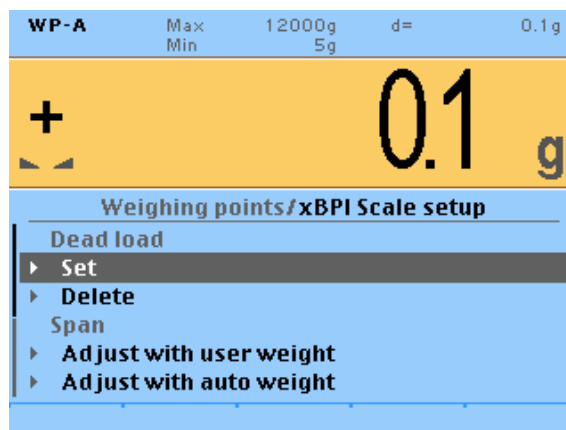 WP-A Max 12000g d= 0.1g
Min 5g
+ 0.1 g
Weighing points/xBPI Scale setup
Dead load
Set
Delete
Span
Adjust with user weight
Adjust with auto weight